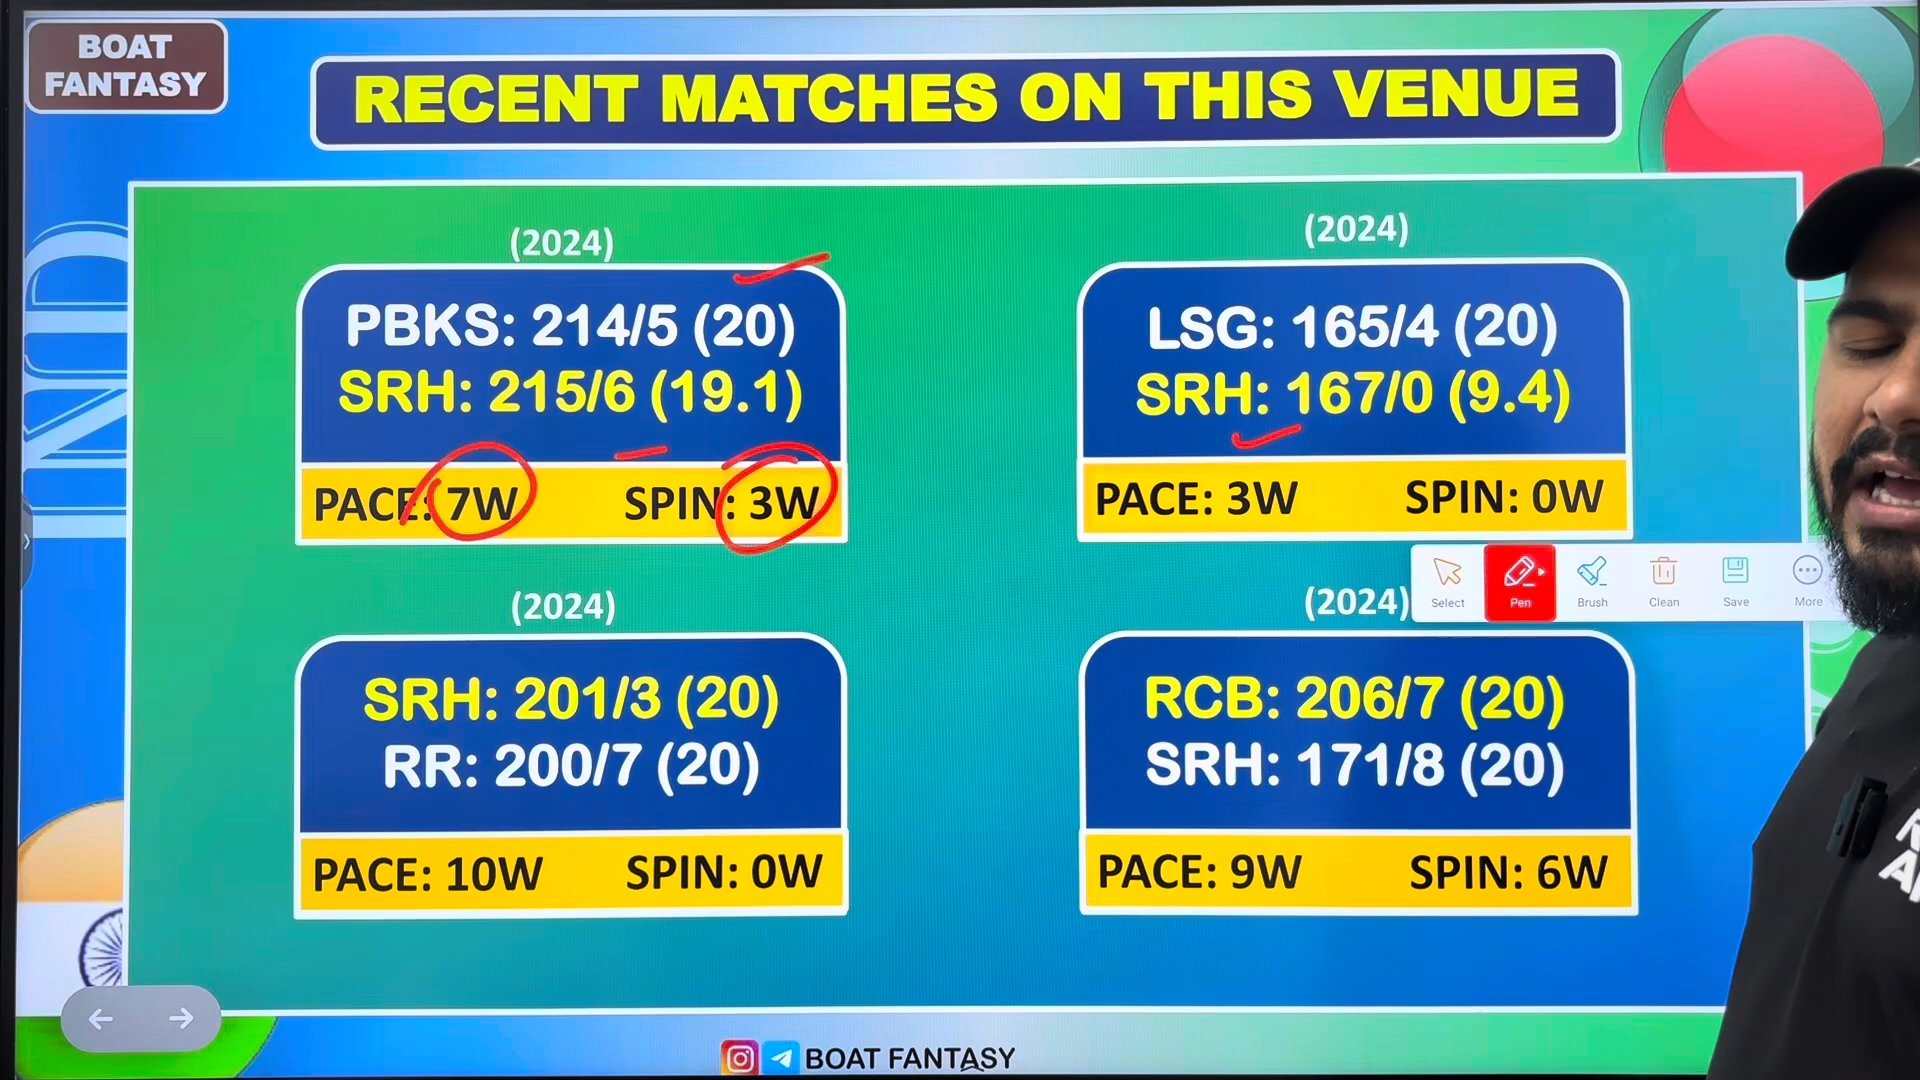 BOAT
FANTASY
RECENT MATCHES ON THIS VENUE
IND
(2024)
PBKS: 214/5 (20)
SRH: 215/6 (19.1)
PACE: 7W SPIN: 3W
(2024)
LSG: 165/4 (20)
SRH: 167/0 (9.4)
PACE: 3W SPIN: 0W
Select Pen Brush Clean Save More
(2024)
SRH: 201/3 (20)
RR: 200/7 (20)
PACE: 10W SPIN: 0W
(2024)
RCB: 206/7 (20)
SRH: 171/8 (20)
PACE: 9W SPIN: 6W
BOAT FANTASY